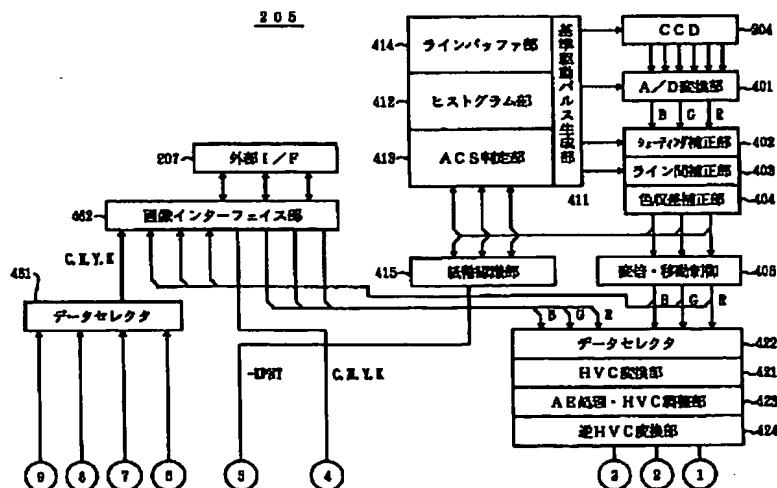 205
414
ラインバッファ部
412
ヒストグラム部
413
ACS判定部
基準駆動パルス生成部
411
CCD
204
A/D変換部
401
B G R
シェーディング補正部
402
ライン間補正部
403
色収差補正部
404
207
外部I/F
452
画像インターフェイス部
C,M,Y,K
451
データセレクタ
415
原稿認識部
変倍・移動制御
405
B G R
B G R
データセレクタ
422
HVC変換部
421
AE処理・HVC調整部
423
逆HVC変換部
424
C,M,Y,K
9
8
7
6
5
4
3
2
1